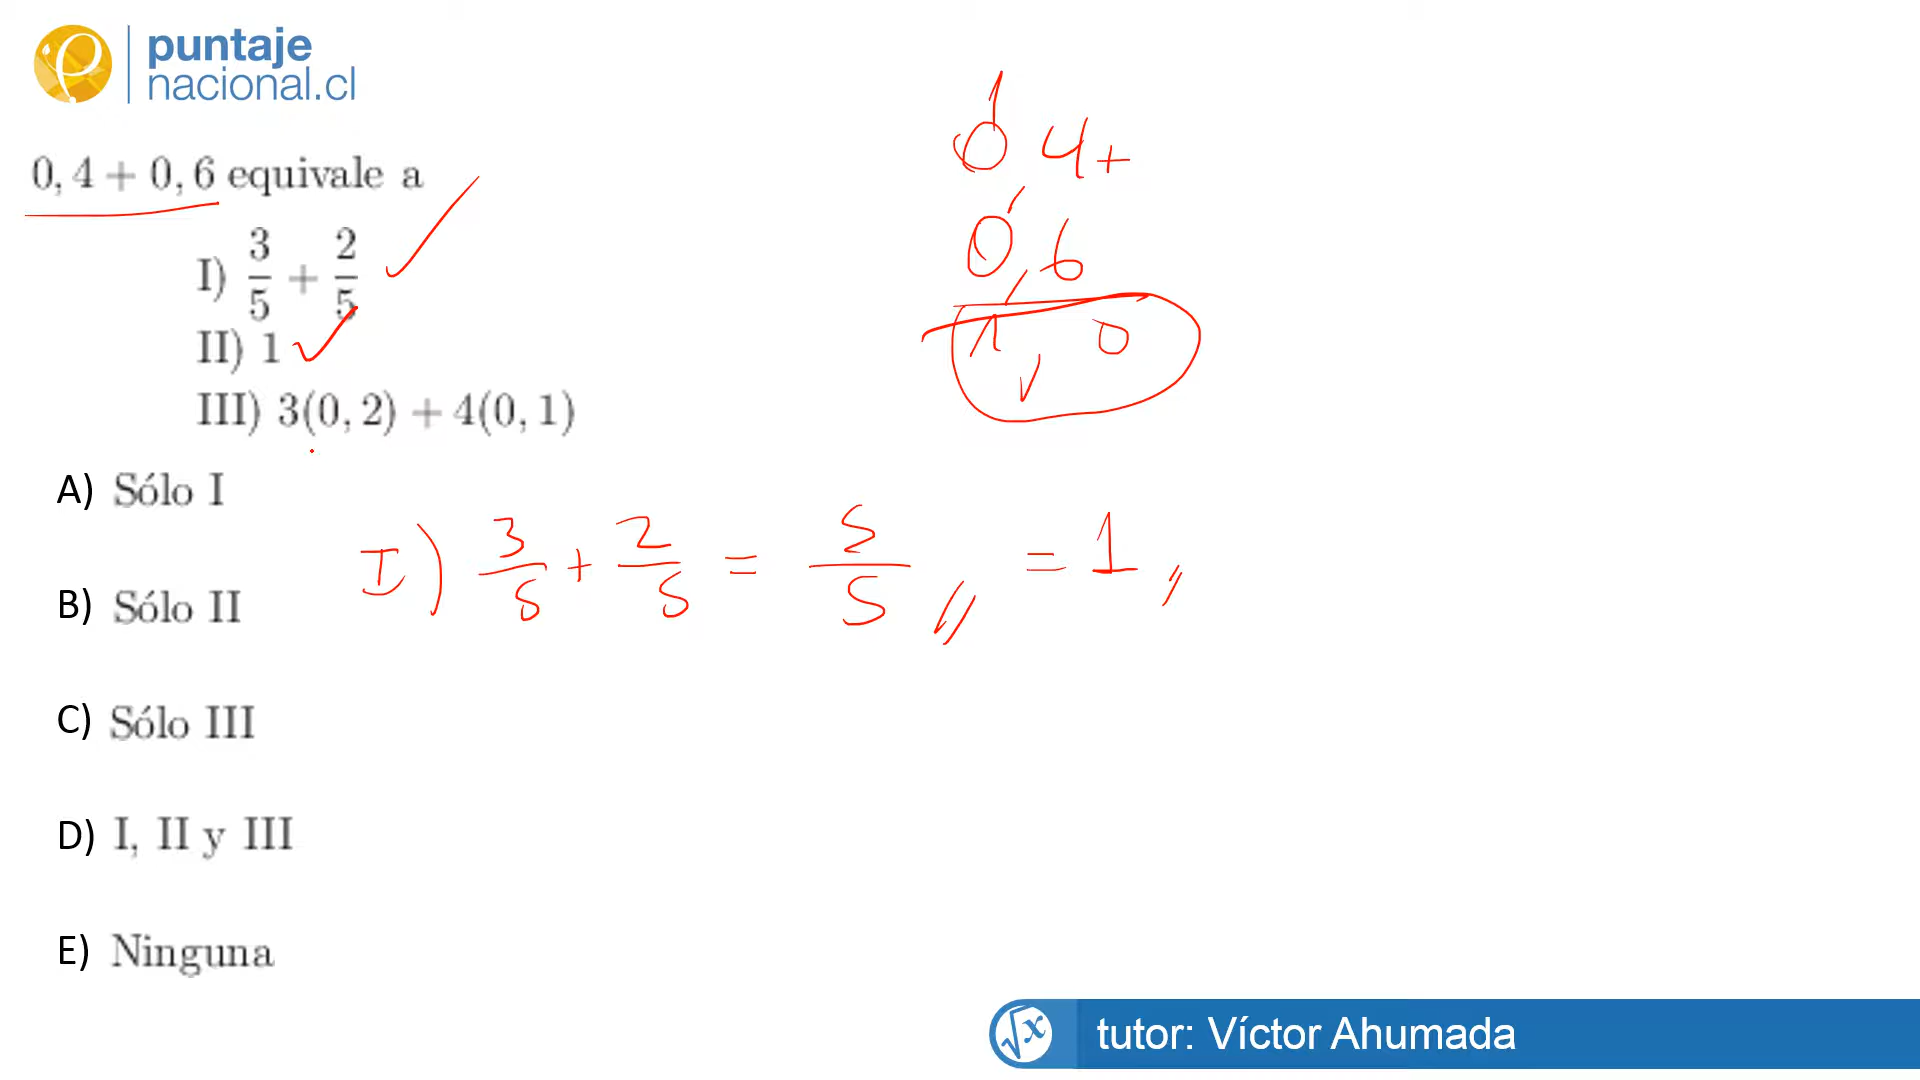 puntaje
nacional.cl
0, 4 + 0, 6 equivale a
I) 3/5 + 2/5
II) 1
III) 3(0, 2) + 4(0, 1)
A) Sólo I
B) Sólo II
C) Sólo III
D) I, II y III
E) Ninguna
0 4 +
0,6
1,0
I) 3/5 + 2/5 = 5/5 = 1
√x
tutor: Víctor Ahumada